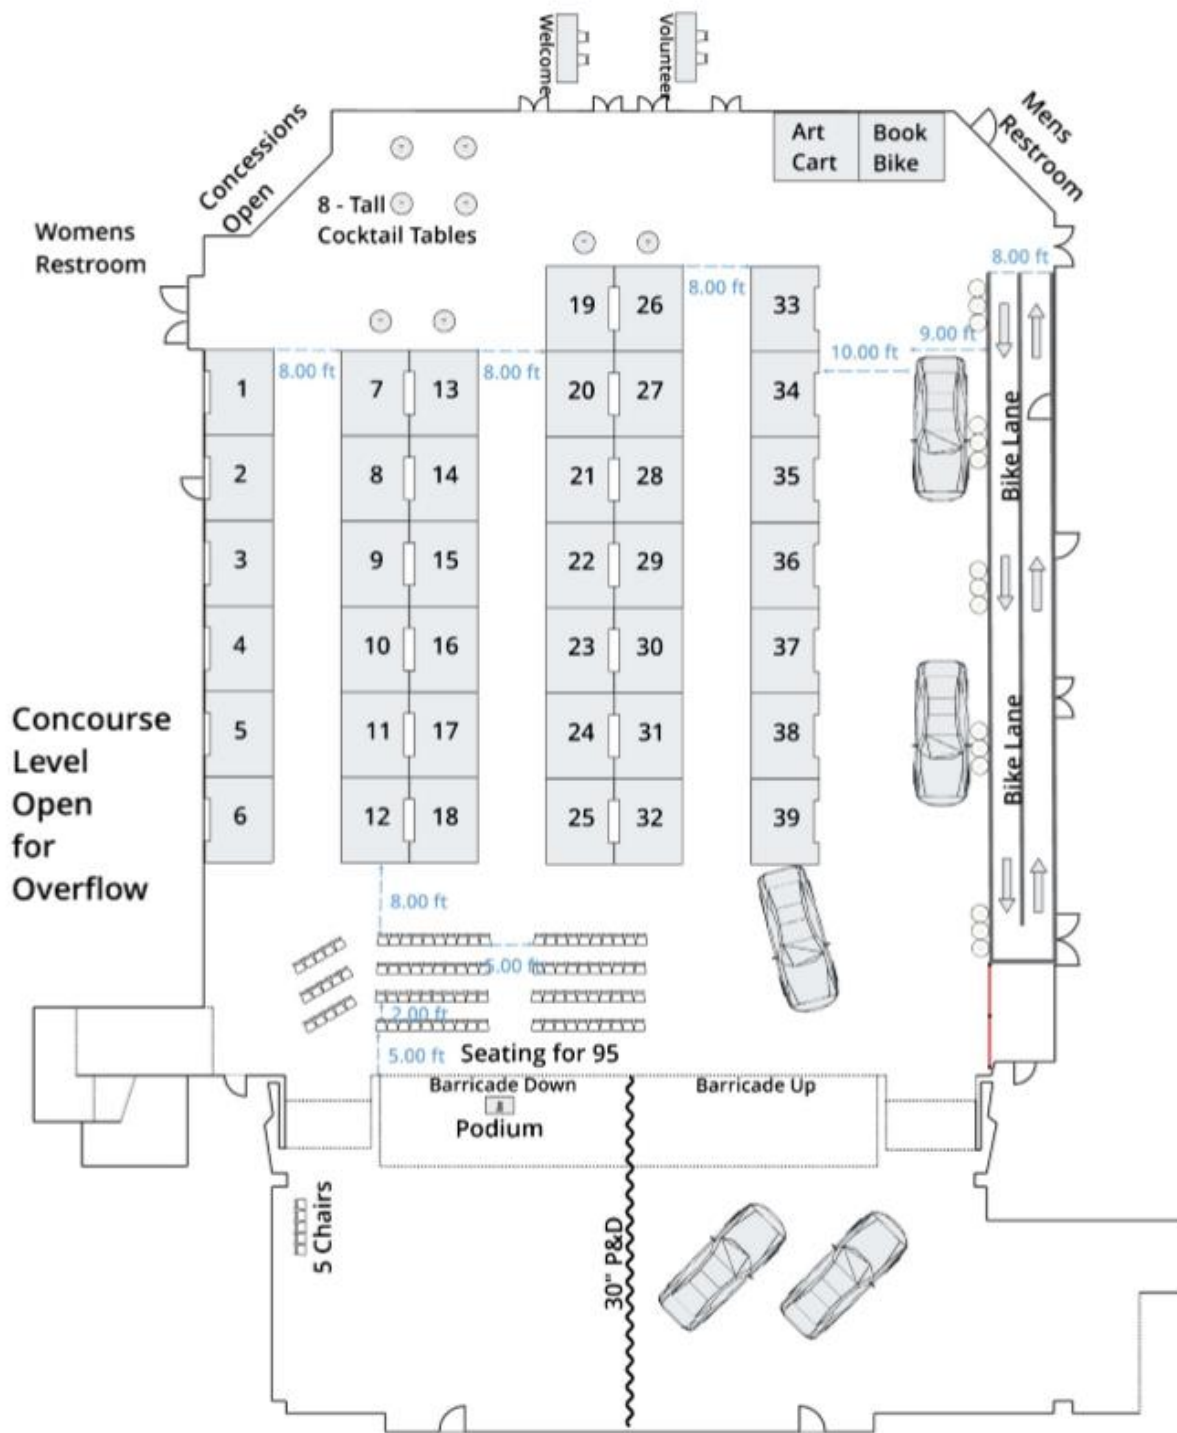 Welcome
Volunteer
Concessions
Open
Mens
Restroom
Art
Cart
Book
Bike
8 - Tall
Cocktail Tables
Womens
Restroom
8.00 ft
8.00 ft
9.00 ft
10.00 ft
8.00 ft
8.00 ft
19
26
33
1
7
13
20
27
34
2
8
14
21
28
35
3
9
15
22
29
36
4
10
16
23
30
37
5
11
17
24
31
38
6
12
18
25
32
39
Bike Lane
Bike Lane
Concourse
Level
Open
for
Overflow
8.00 ft
5.00 ft
2.00 ft
5.00 ft
Seating for 95
Barricade Down
Barricade Up
Podium
5 Chairs
30" P&D